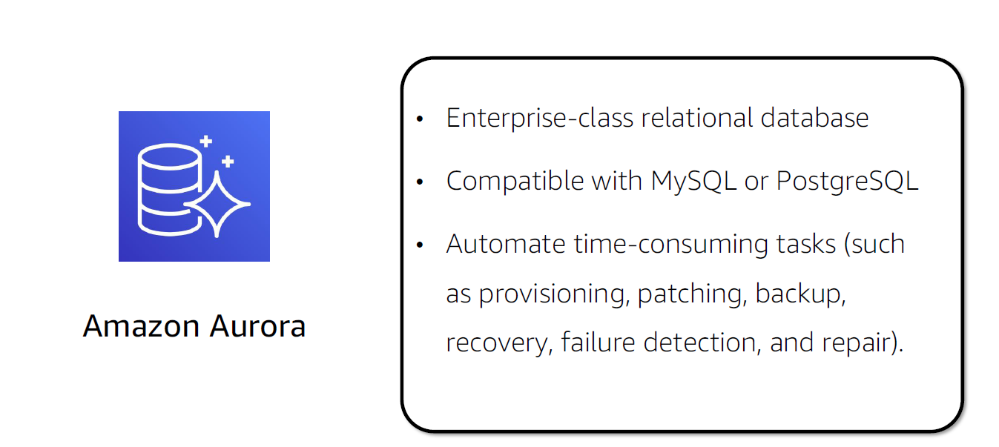 Amazon Aurora
• Enterprise-class relational database
• Compatible with MySQL or PostgreSQL
• Automate time-consuming tasks (such
as provisioning, patching, backup,
recovery, failure detection, and repair).